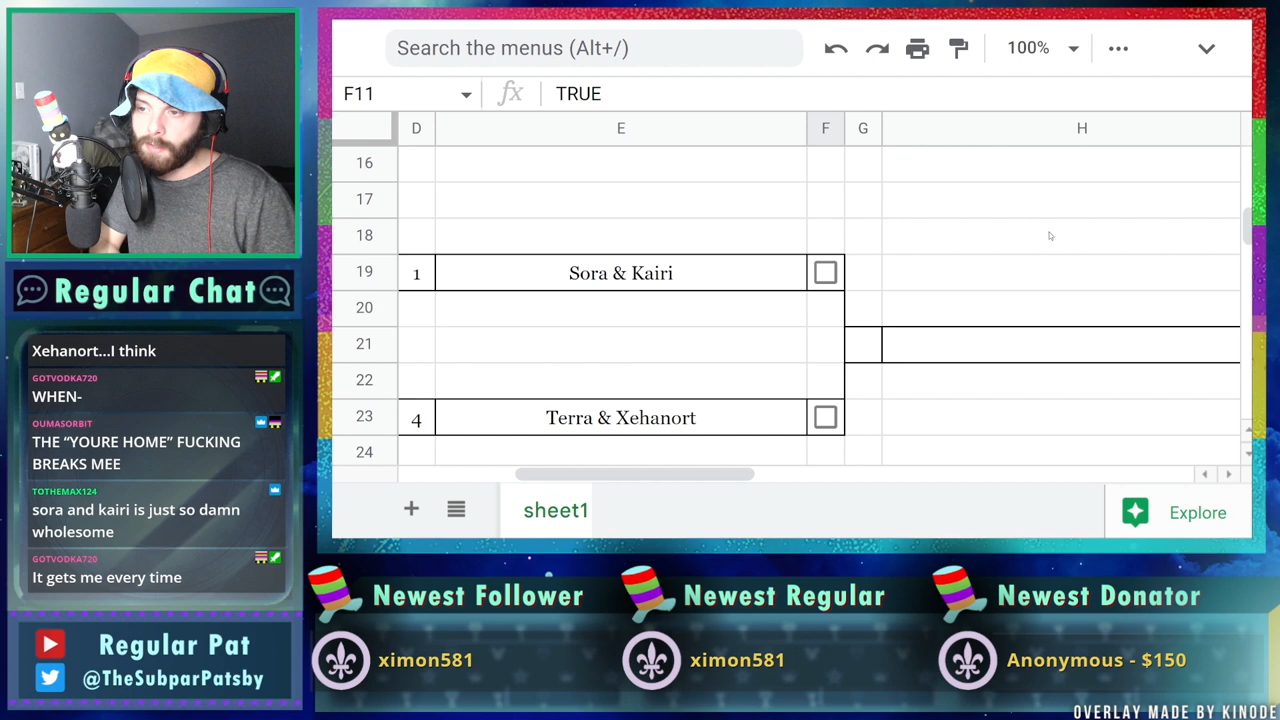 Search the menus (Alt+/)
100%
F11
fx
TRUE
D
E
F
G
H
16
17
18
19
1
Sora & Kairi
20
21
22
23
4
Terra & Xehanort
24
sheet1
Explore
Regular Chat
Xehanort...I think
GOTVODKA720
WHEN-
OUMASORBIT
THE “YOURE HOME” FUCKING
BREAKS MEE
TOTHEMAX124
sora and kairi is just so damn
wholesome
GOTVODKA720
It gets me every time
Regular Pat
@TheSubparPatsby
Newest Follower
ximon581
Newest Regular
ximon581
Newest Donator
Anonymous - $150
OVERLAY MADE BY KINODE